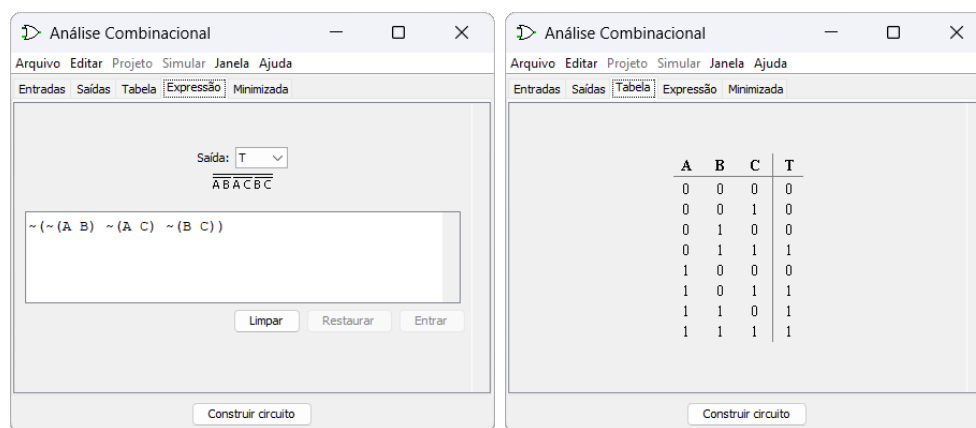 Análise Combinacional
Arquivo Editar Projeto Simular Janela Ajuda
Entradas Saídas Tabela Expressão Minimizada
Saída: T
A B A C B C
~(~(A B) ~(A C) ~(B C))
Limpar Restaurar Entrar
Construir circuito
Análise Combinacional
Arquivo Editar Projeto Simular Janela Ajuda
Entradas Saídas Tabela Expressão Minimizada
A B C T
0 0 0 0
0 0 1 0
0 1 0 0
0 1 1 1
1 0 0 0
1 0 1 1
1 1 0 1
1 1 1 1
Construir circuito